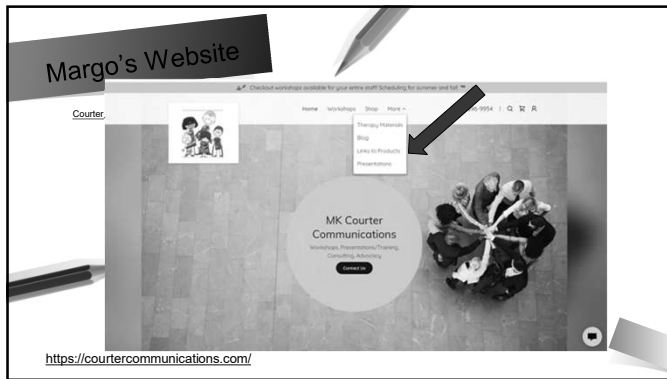 Margo's Website
Checkout workshops available for your entire staff! Scheduling for summer and fall
Courter
Home Workshops Shop More
96-9954
Therapy Materials
Blog
Links to Products
Presentations
MK Courter
Communications
Workshops, Presentations/Training,
Consulting, Advocacy
Contact Us
https://courtercommunications.com/